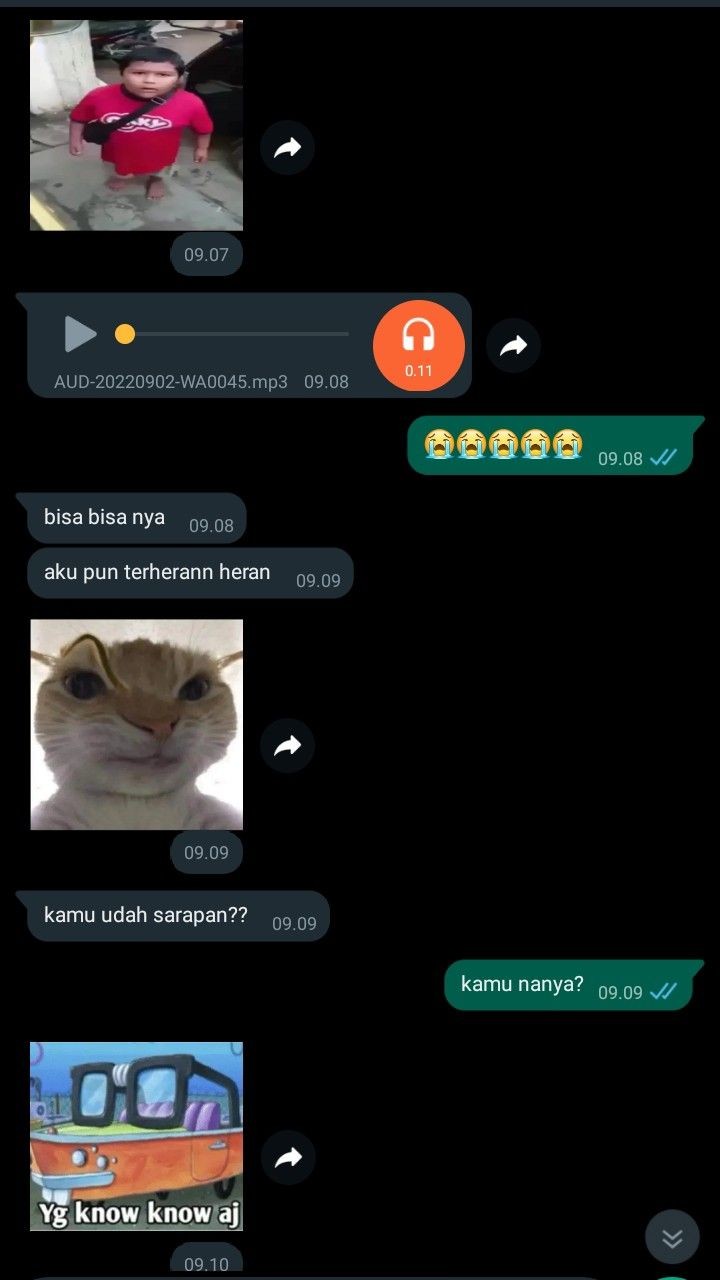 09.07
0.11
AUD-20220902-WA0045.mp3 09.08
😭😭😭😭😭 09.08
bisa bisa nya 09.08
aku pun terherann heran 09.09
09.09
kamu udah sarapan?? 09.09
kamu nanya? 09.09
Yg know know aj
09.10